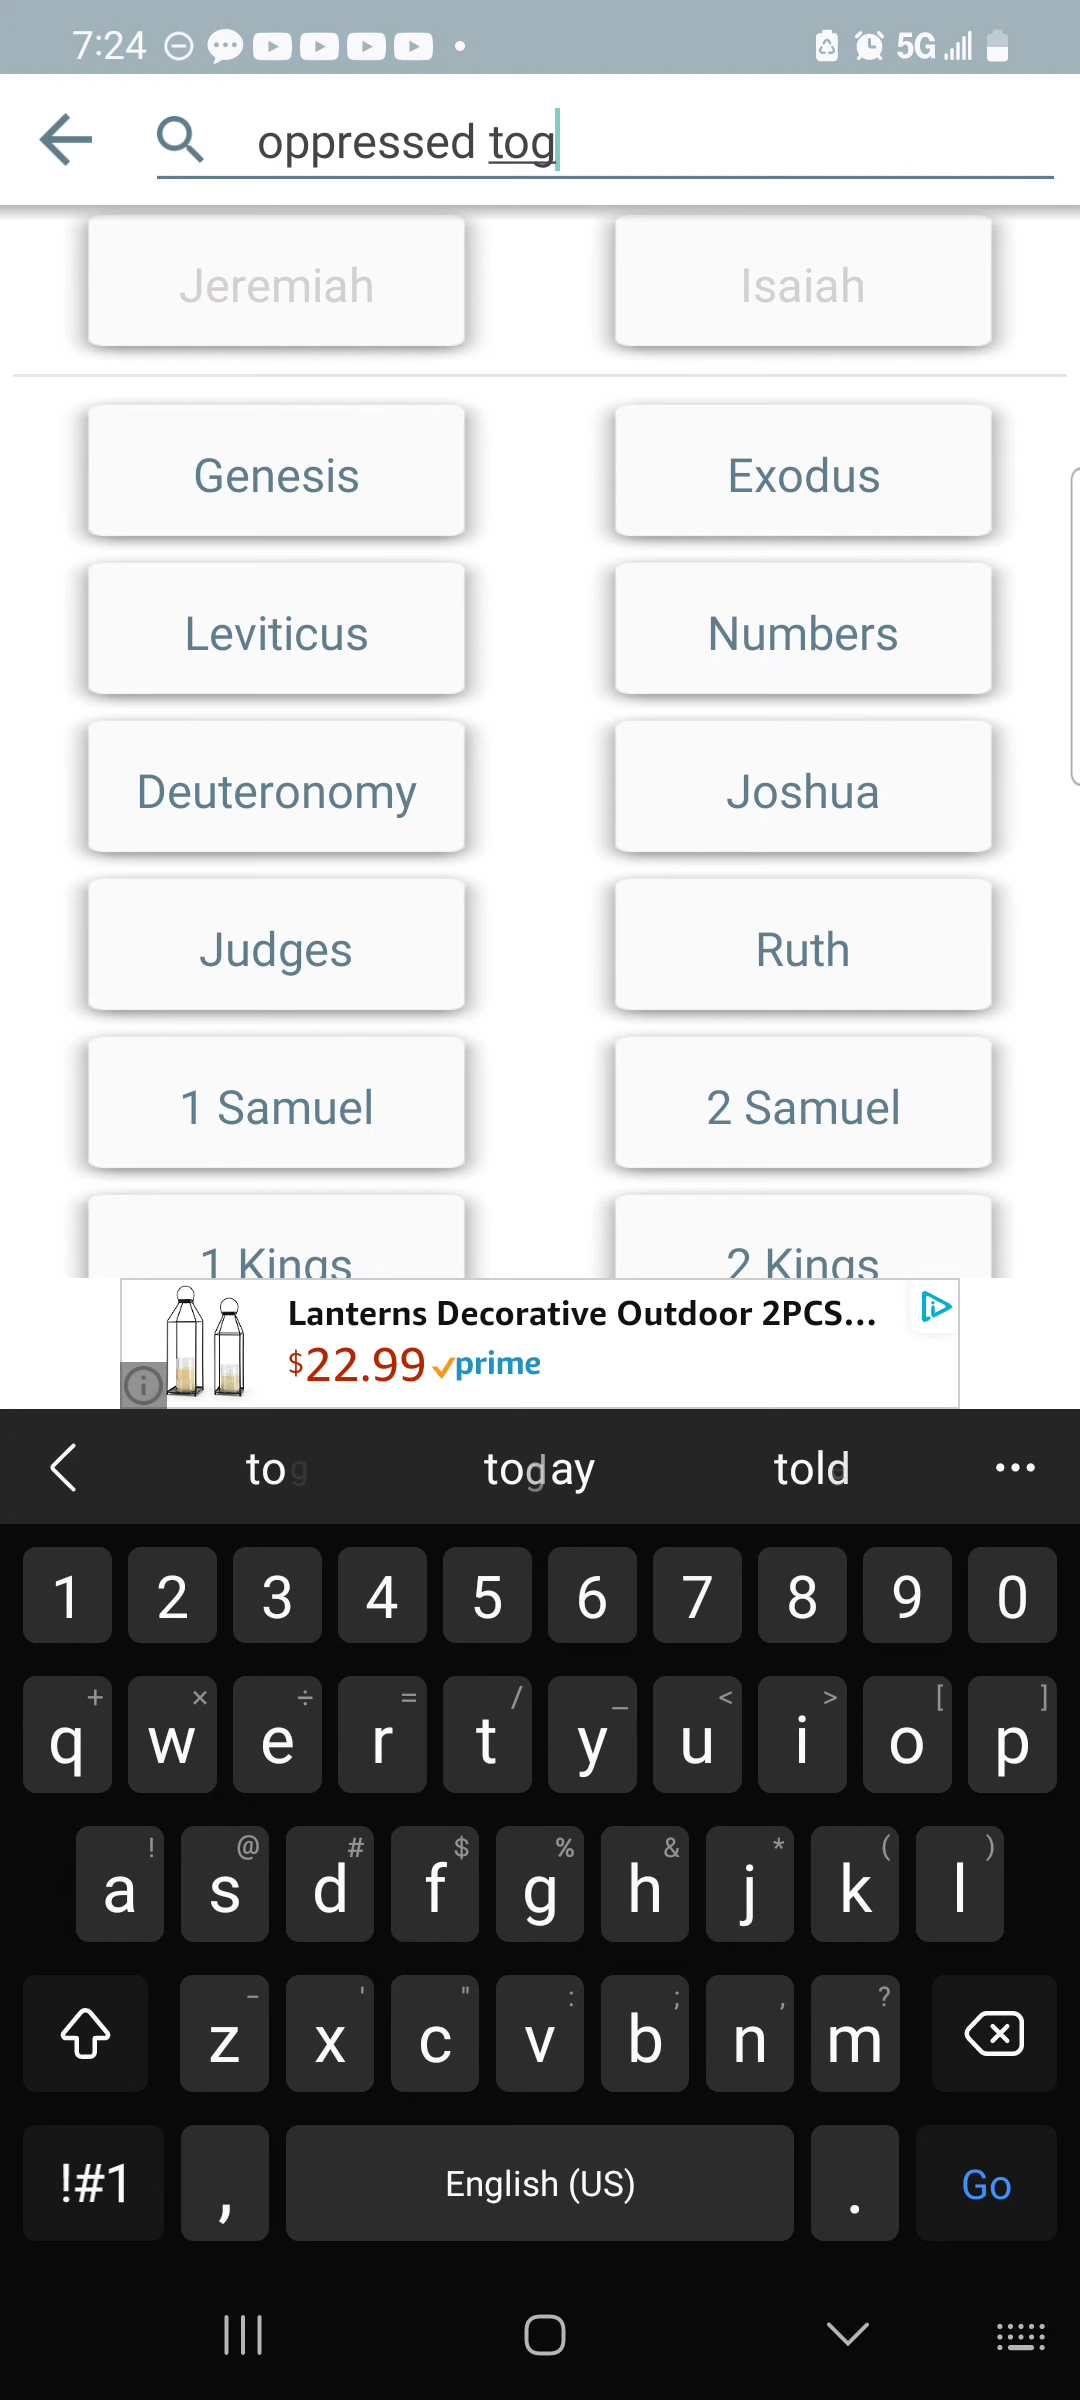 7:24 5G
oppressed tog
Jeremiah Isaiah
Genesis Exodus
Leviticus Numbers
Deuteronomy Joshua
Judges Ruth
1 Samuel 2 Samuel
1 Kings 2 Kings
Lanterns Decorative Outdoor 2PCS...
$22.99 prime
tog today told
1 2 3 4 5 6 7 8 9 0
+ × ÷ = / _ < > [ ]
q w e r t y u i o p
! @ # $ % & * ( )
a s d f g h j k l
- ' " : ; , ?
z x c v b n m
!#1 , English (US) . Go